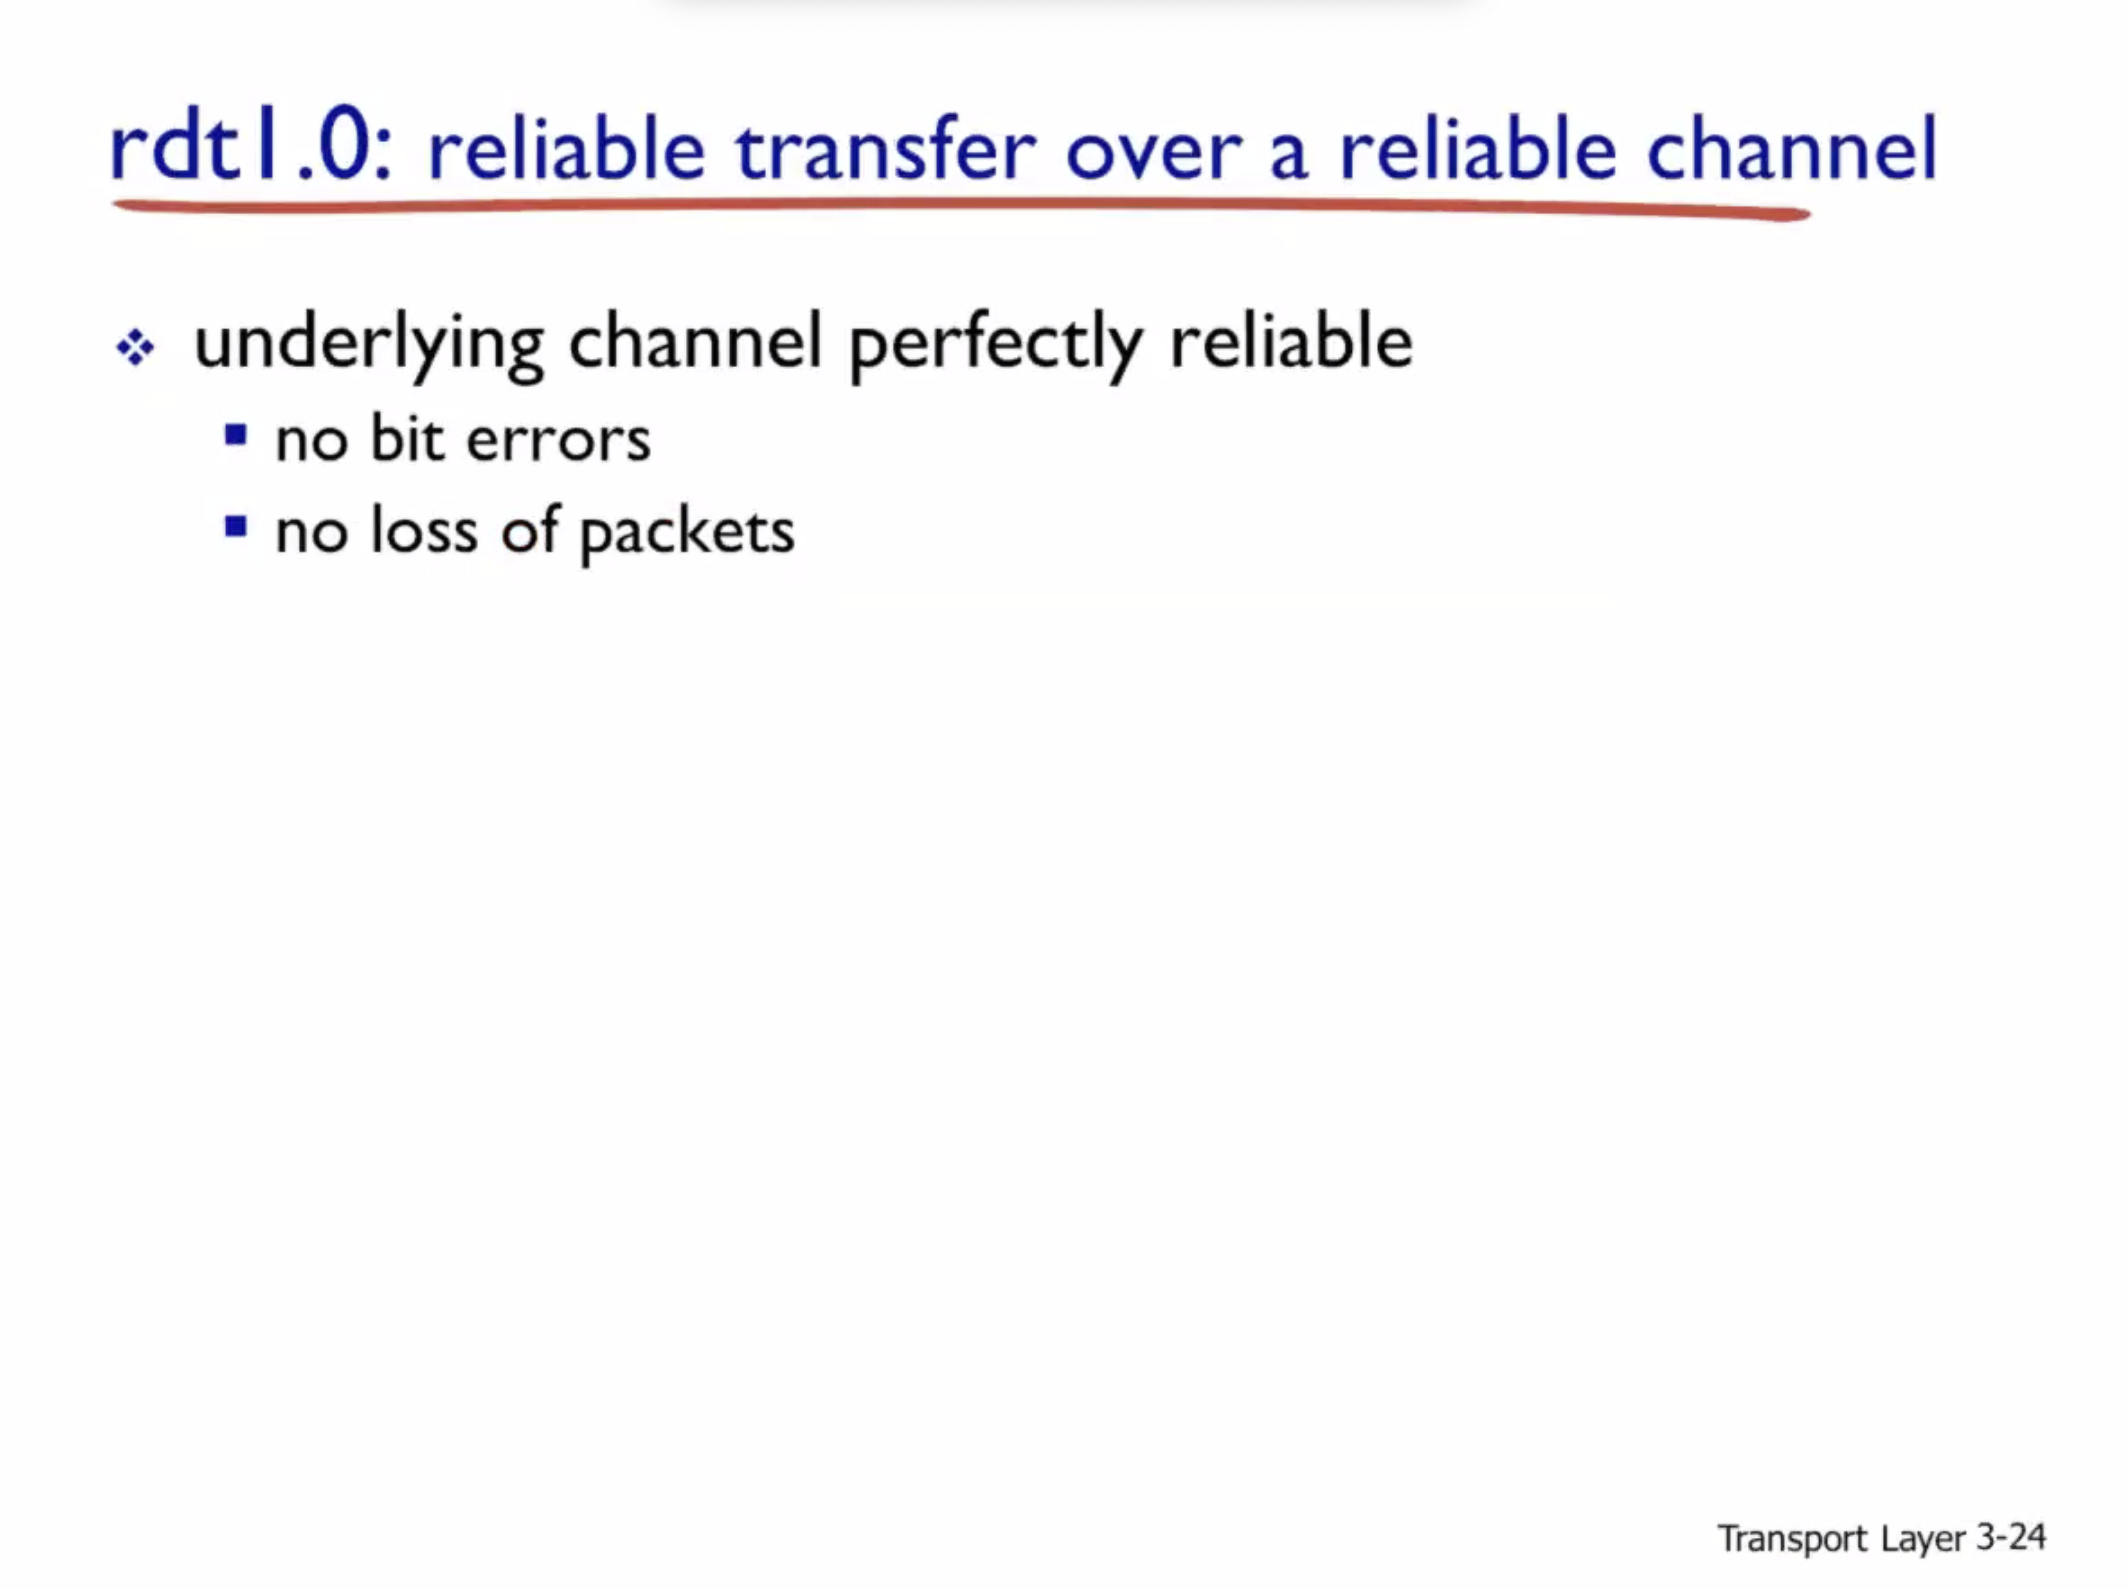 rdt1.0: reliable transfer over a reliable channel
underlying channel perfectly reliable
no bit errors
no loss of packets
Transport Layer 3-24